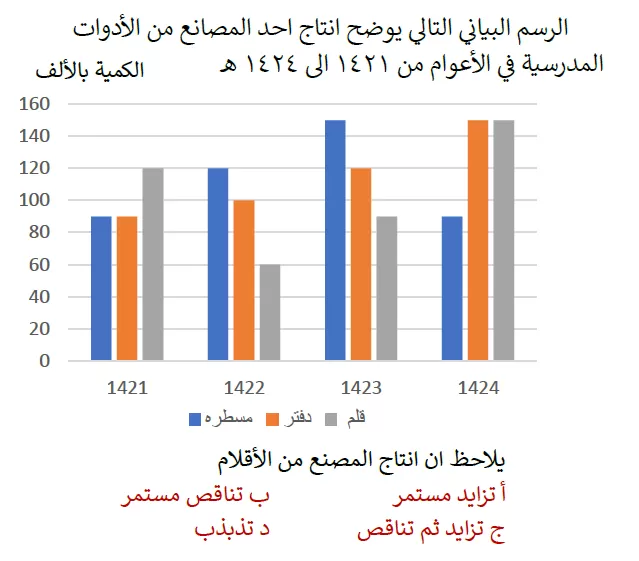 الرسم البياني التالي يوضح انتاج احد المصانع من الأدوات
المدرسية في الأعوام من ١٤٢١ الى ١٤٢٤ هـ
الكمية بالألف
160
140
120
100
80
60
40
20
0
1421 1422 1423 1424
مسطره دفتر قلم
يلاحظ ان انتاج المصنع من الأقلام
أ تزايد مستمر ب تناقص مستمر
ج تزايد ثم تناقص د تذبذب